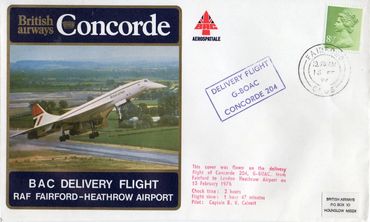 British
airways
Concorde
BAC
AEROSPATIALE
DELIVERY FLIGHT
G-BOAC
CONCORDE 204
8½P
BAC DELIVERY FLIGHT
RAF FAIRFORD-HEATHROW AIRPORT
This cover was flown on the delivery
flight of Concorde 204, G-BOAC, from
Fairford to London Heathrow Airport on
13 February 1976
Check time: 2 hours
Flight time: 1 hour 47 minutes
Pilot: Captain B. V. Calvert
BRITISH AIRWAYS
P O BOX 10
HOUNSLOW MIDDX